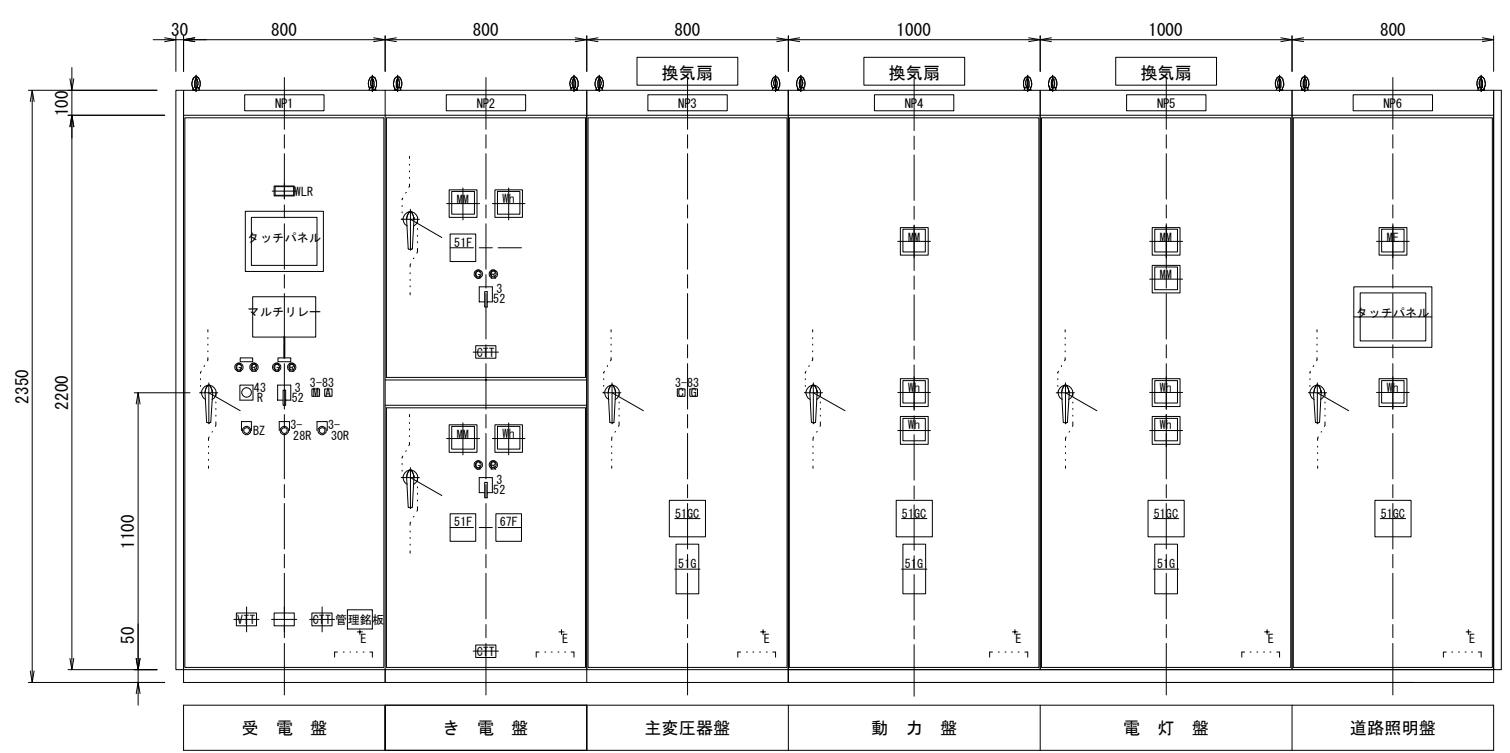 30 800 800 800 1000 1000 800
換気扇 換気扇 換気扇
100
NP1 NP2 NP3 NP4 NP5 NP6
2350
2200
1100
50
WLR
タッチパネル
マルチリレー
43
R
3
52
3-83
M A
BZ
3-
28R
3-
30R
VTT
CTT
管理銘板
E
MM Wh
51F
3
52
CTT
MM Wh
3
52
51F 67F
CTT
E
3-83
C G
51GC
51G
E
MM
Wh
Wh
51GC
51G
E
MM
MM
Wh
Wh
51GC
51G
E
MF
タッチパネル
Wh
51GC
E
受電盤 き電盤 主変圧器盤 動力盤 電灯盤 道路照明盤